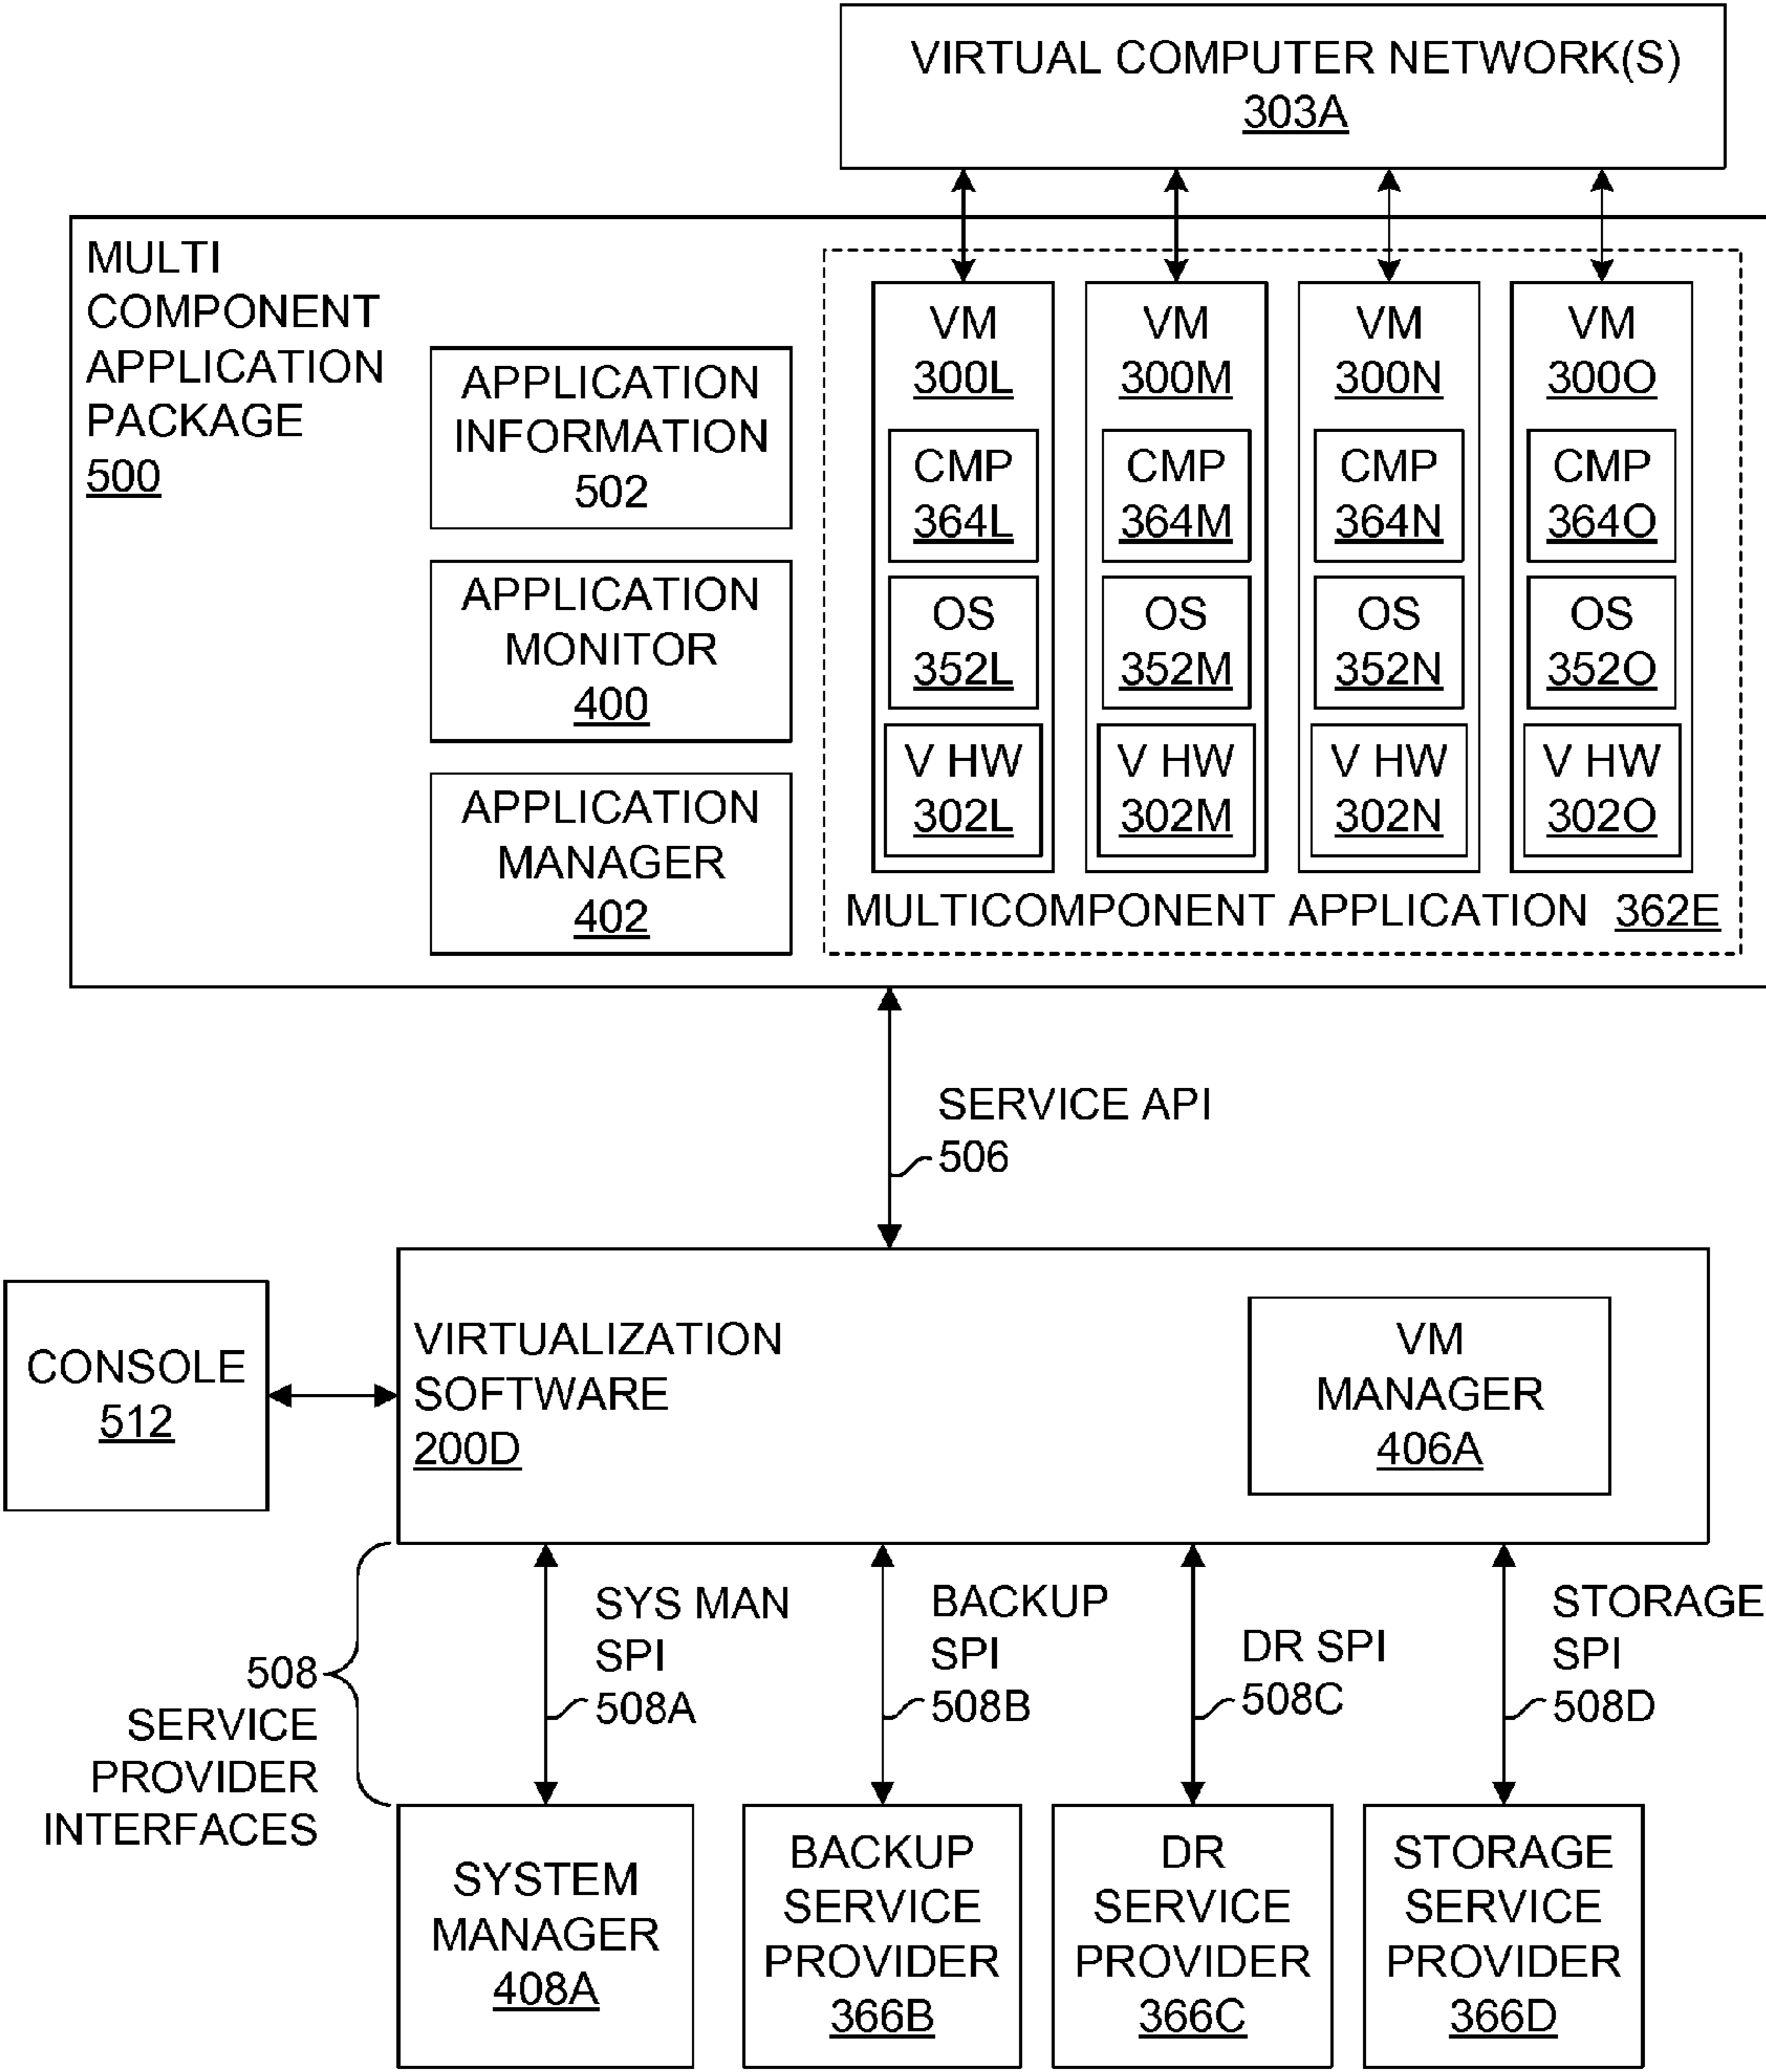 VIRTUAL COMPUTER NETWORK(S)
303A
MULTI
COMPONENT
APPLICATION
PACKAGE
500
APPLICATION
INFORMATION
502
APPLICATION
MONITOR
400
APPLICATION
MANAGER
402
VM
300L
CMP
364L
OS
352L
V HW
302L
VM
300M
CMP
364M
OS
352M
V HW
302M
VM
300N
CMP
364N
OS
352N
V HW
302N
VM
300O
CMP
364O
OS
352O
V HW
302O
MULTICOMPONENT APPLICATION 362E
SERVICE API
506
CONSOLE
512
VIRTUALIZATION
SOFTWARE
200D
VM
MANAGER
406A
508
SERVICE
PROVIDER
INTERFACES
SYS MAN
SPI
508A
BACKUP
SPI
508B
DR SPI
508C
STORAGE
SPI
508D
SYSTEM
MANAGER
408A
BACKUP
SERVICE
PROVIDER
366B
DR
SERVICE
PROVIDER
366C
STORAGE
SERVICE
PROVIDER
366D